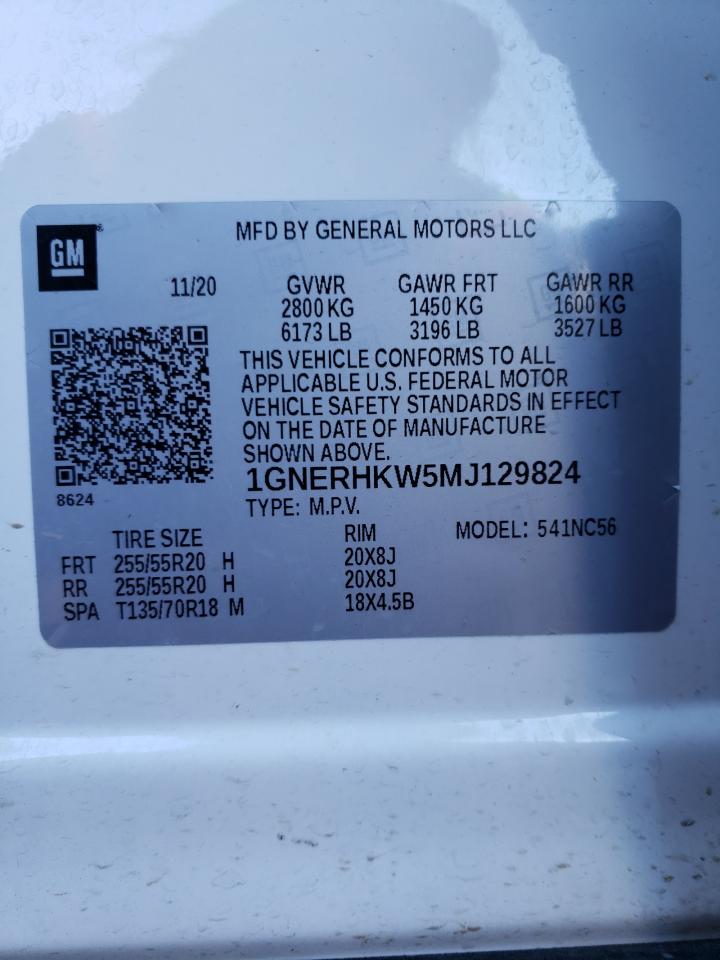 GM
MFD BY GENERAL MOTORS LLC
11/20 GVWR GAWR FRT GAWR RR
2800 KG 1450 KG 1600 KG
6173 LB 3196 LB 3527 LB
THIS VEHICLE CONFORMS TO ALL
APPLICABLE U.S. FEDERAL MOTOR
VEHICLE SAFETY STANDARDS IN EFFECT
ON THE DATE OF MANUFACTURE
SHOWN ABOVE.
1GNERHKW5MJ129824
8624
TYPE: M.P.V.
TIRE SIZE RIM MODEL: 541NC56
FRT 255/55R20 H 20X8J
RR 255/55R20 H 20X8J
SPA T135/70R18 M 18X4.5B